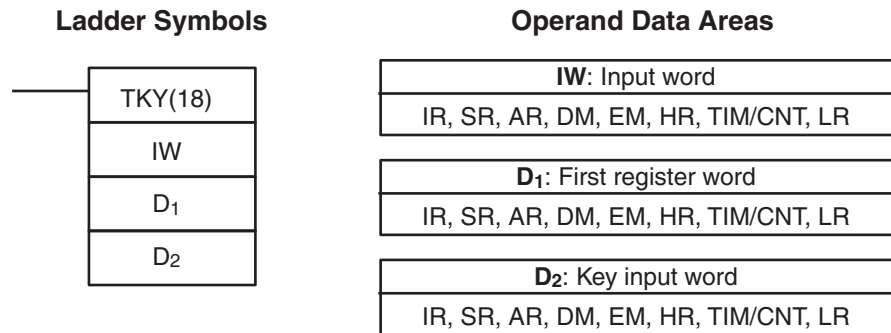 Ladder Symbols
TKY(18)
IW
D1
D2
Operand Data Areas
IW: Input word
IR, SR, AR, DM, EM, HR, TIM/CNT, LR
D1: First register word
IR, SR, AR, DM, EM, HR, TIM/CNT, LR
D2: Key input word
IR, SR, AR, DM, EM, HR, TIM/CNT, LR